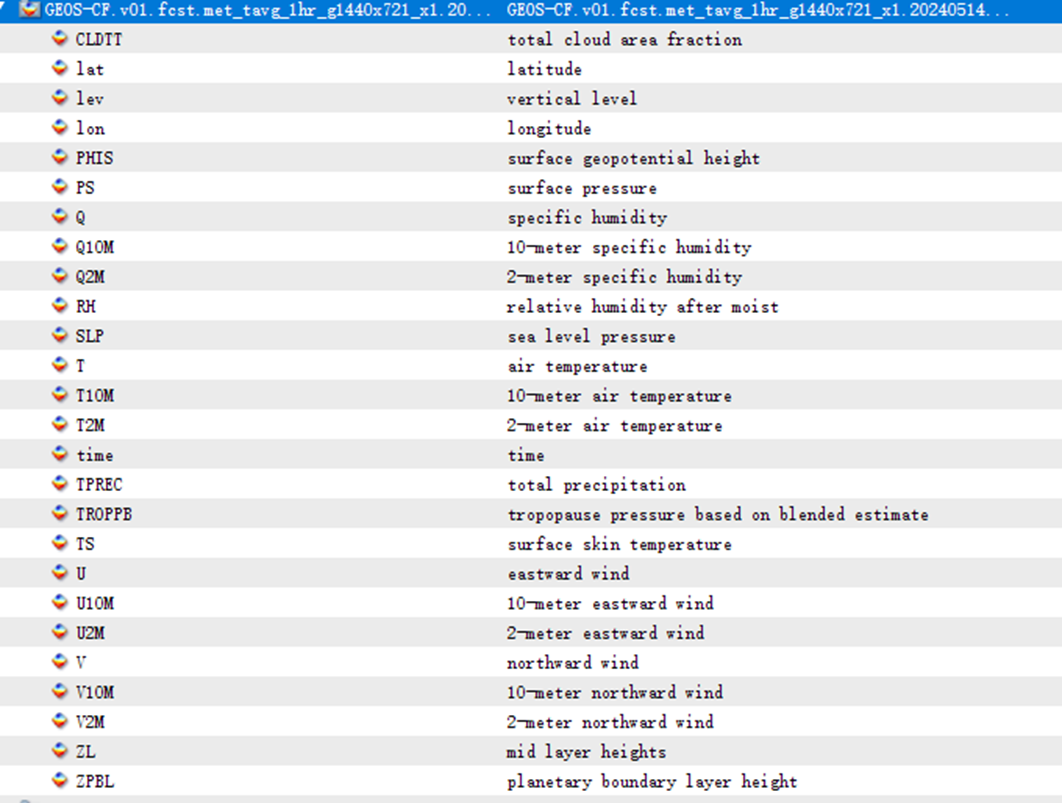 GEOS-CF.v01.fcst.met_tavg_1hr_g1440x721_x1.20... GEOS-CF.v01.fcst.met_tavg_1hr_g1440x721_x1.20240514...
CLDTT total cloud area fraction
lat latitude
lev vertical level
lon longitude
PHIS surface geopotential height
PS surface pressure
Q specific humidity
Q10M 10-meter specific humidity
Q2M 2-meter specific humidity
RH relative humidity after moist
SLP sea level pressure
T air temperature
T10M 10-meter air temperature
T2M 2-meter air temperature
time time
TPREC total precipitation
TROPPB tropopause pressure based on blended estimate
TS surface skin temperature
U eastward wind
U10M 10-meter eastward wind
U2M 2-meter eastward wind
V northward wind
V10M 10-meter northward wind
V2M 2-meter northward wind
ZL mid layer heights
ZPBL planetary boundary layer height